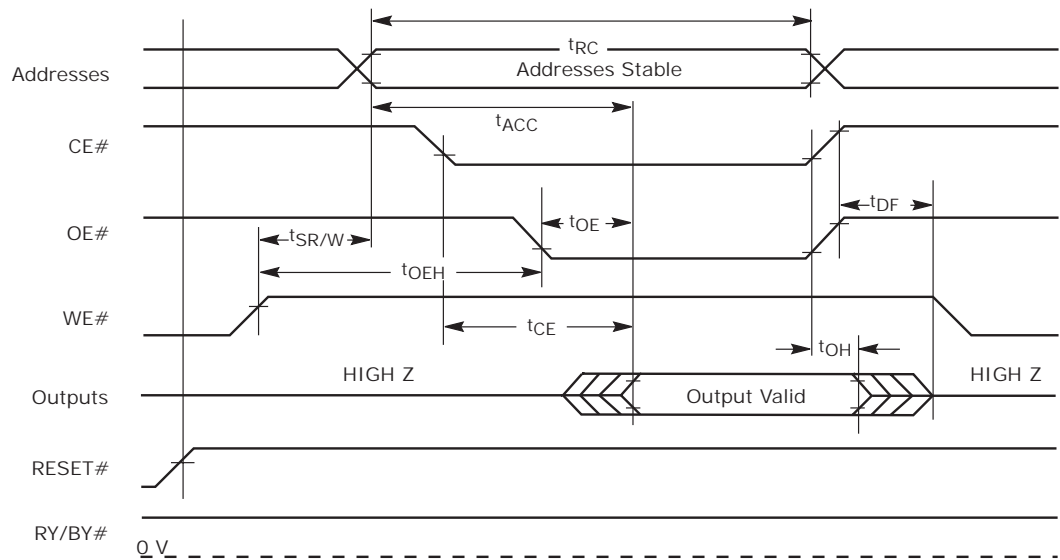 tRC
Addresses
Addresses Stable
tACC
CE#
tDF
OE#
tOE
tSR/W
tOEH
WE#
tCE
tOH
HIGH Z
HIGH Z
Outputs
Output Valid
RESET#
RY/BY#
0 V